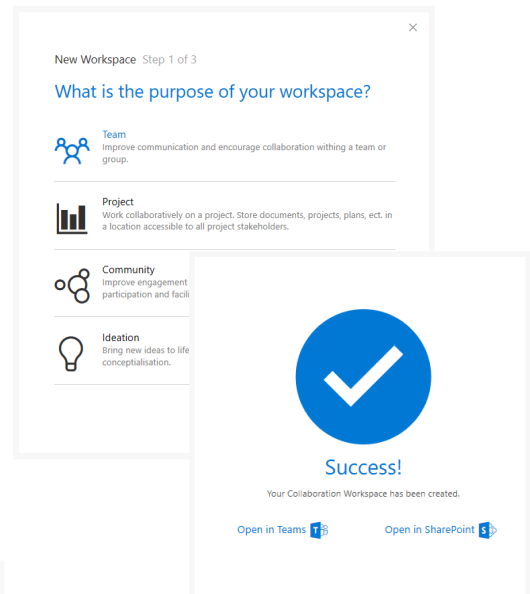 New Workspace Step 1 of 3
What is the purpose of your workspace?
Team
Improve communication and encourage collaboration withing a team or
group.
Project
Work collaboratively on a project. Store documents, projects, plans, ect. in
a location accessible to all project stakeholders.
Community
Improve engagement
participation and facili
Ideation
Bring new ideas to life
conceptialisation.
Success!
Your Collaboration Workspace has been created.
Open in Teams
Open in SharePoint